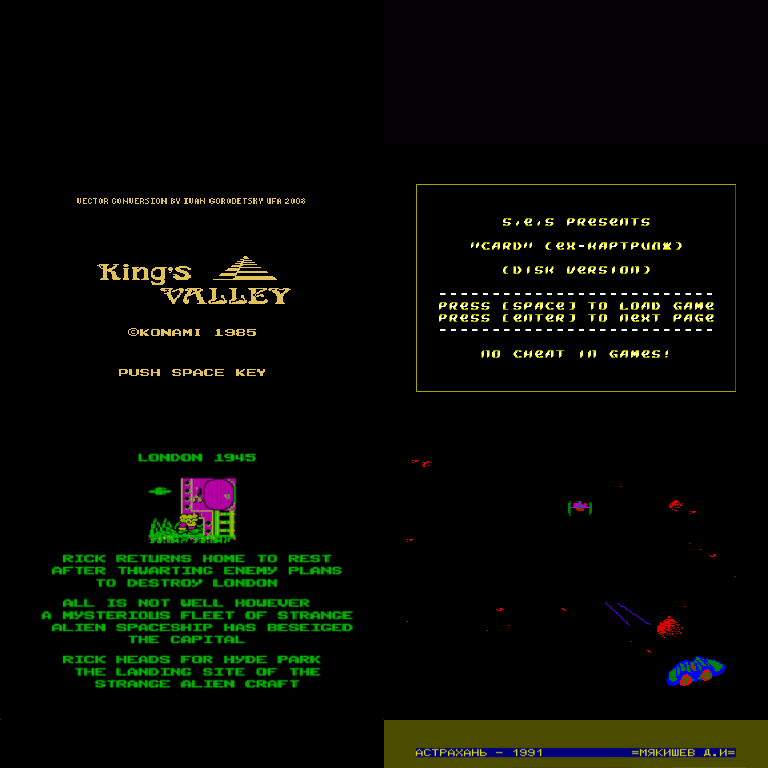 VECTOR CONVERSION BY IVAN GORODETSKY UFA 2008
King's
VALLEY
©KONAMI 1985
PUSH SPACE KEY
S,E,S PRESENTS
"CARD" (EX-КАРТРИДЖ)
(DISK VERSION)
PRESS [SPACE] TO LOAD GAME
PRESS [ENTER] TO NEXT PAGE
NO CHEAT IN GAMES!
LONDON 1945
RICK RETURNS HOME TO REST
AFTER THWARTING ENEMY PLANS
TO DESTROY LONDON
ALL IS NOT WELL HOWEVER
A MYSTERIOUS FLEET OF STRANGE
ALIEN SPACESHIP HAS BESEIGED
THE CAPITAL
RICK HEADS FOR HYDE PARK
THE LANDING SITE OF THE
STRANGE ALIEN CRAFT
АСТРАХАНЬ - 1991 =МЯКИШЕВ Д.И=